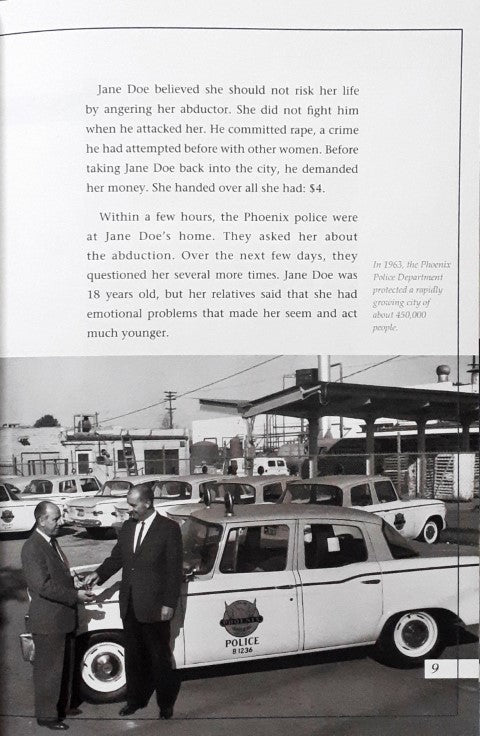 Jane Doe believed she should not risk her life
by angering her abductor. She did not fight him
when he attacked her. He committed rape, a crime
he had attempted before with other women. Before
taking Jane Doe back into the city, he demanded
her money. She handed over all she had: $4.
Within a few hours, the Phoenix police were
at Jane Doe's home. They asked her about
the abduction. Over the next few days, they
questioned her several more times. Jane Doe was
18 years old, but her relatives said that she had
emotional problems that made her seem and act
much younger.
In 1963, the Phoenix
Police Department
protected a rapidly
growing city of
about 450,000
people.
PHOENIX
POLICE
B 1236
9